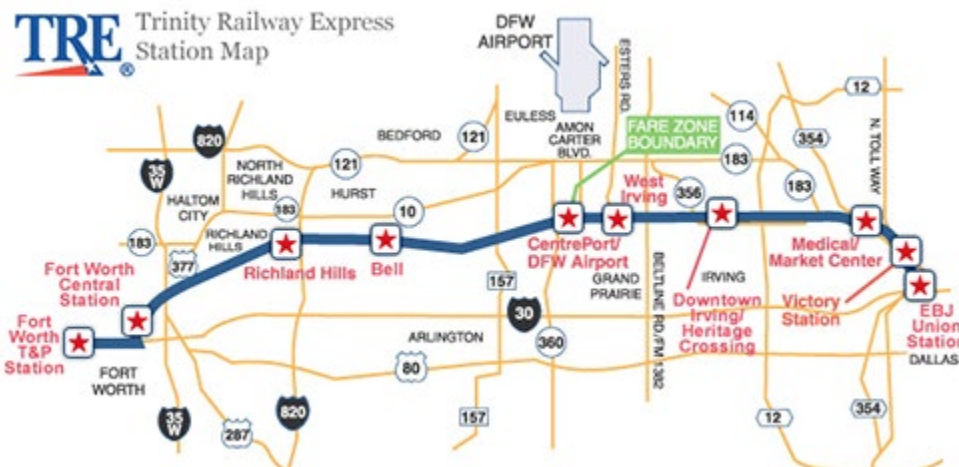 TRE®
Trinity Railway Express
Station Map
DFW
AIRPORT
ESTERS RD.
12
N. TOLL WAY
820
BEDFORD
121
EULESS
AMON
CARTER
BLVD.
FARE ZONE
BOUNDARY
114
354
35
W
NORTH
RICHLAND
HILLS
121
183
HALTOM
CITY
HURST
West
Irving
356
183
183
10
183
RICHLAND
HILLS
377
Richland Hills
Bell
CentrePort/
DFW Airport
Medical/
Market Center
Fort Worth
Central
Station
157
GRAND
PRAIRIE
BELTLINE RD/FM 1382
IRVING
Downtown
Irving/
Heritage
Crossing
Victory
Station
EBJ
Union
Station
DALLAS
Fort
Worth
T&P
Station
30
ARLINGTON
360
FORT
WORTH
80
35
W
287
820
157
12
354